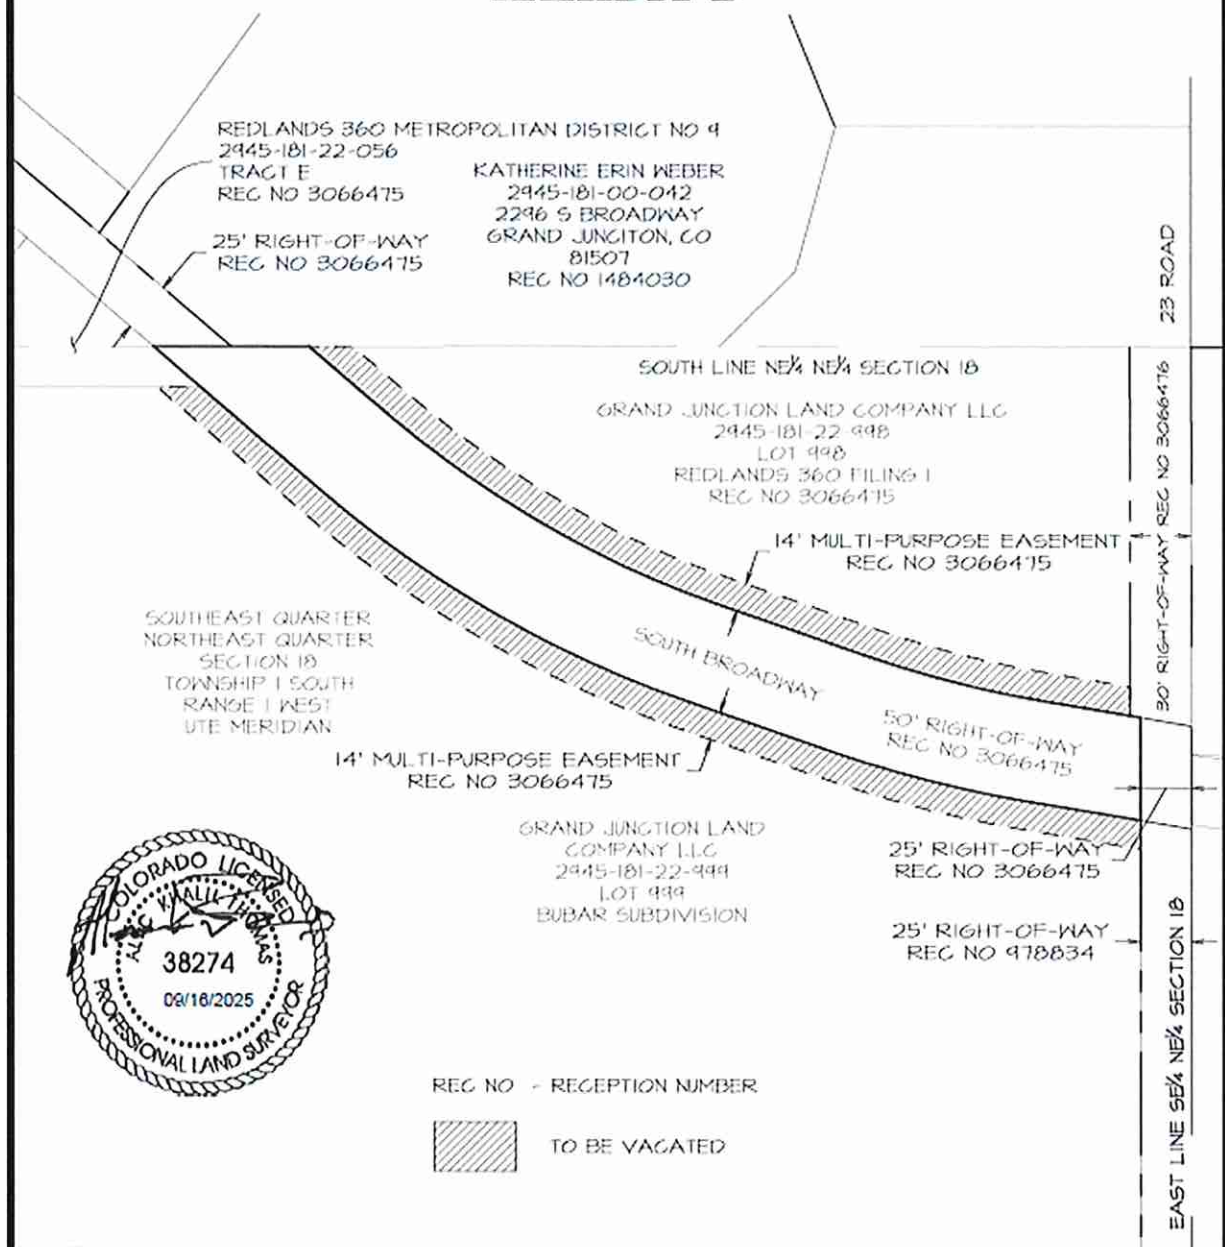 REDLANDS 360 METROPOLITAN DISTRICT NO 9
2945-181-22-056
TRACT E
REC NO 3066475
KATHERINE ERIN WEBER
2945-181-00-042
2296 S BROADWAY
GRAND JUNCITON, CO
81507
REC NO 1484030
25' RIGHT-OF-WAY
REC NO 3066475
23 ROAD
SOUTH LINE NE¼ NE¼ SECTION 18
GRAND JUNCTION LAND COMPANY LLC
2945-181-22-998
LOT 998
REDLANDS 360 FILING 1
REC NO 3066475
30' RIGHT-OF-WAY REC NO 3066476
14' MULTI-PURPOSE EASEMENT
REC NO 3066475
SOUTHEAST QUARTER
NORTHEAST QUARTER
SECTION 18
TOWNSHIP 1 SOUTH
RANGE 1 WEST
UTE MERIDIAN
SOUTH BROADWAY
50' RIGHT-OF-WAY
REC NO 3066475
14' MULTI-PURPOSE EASEMENT
REC NO 3066475
GRAND JUNCTION LAND
COMPANY LLC
2945-181-22-999
LOT 999
BUBAR SUBDIVISION
25' RIGHT-OF-WAY
REC NO 3066475
25' RIGHT-OF-WAY
REC NO 978834
EAST LINE SE¼ NE¼ SECTION 18
COLORADO LICENSED
ALEC KHALIL THOMAS
38274
09/16/2025
PROFESSIONAL LAND SURVEYOR
REC NO - RECEPTION NUMBER
TO BE VACATED